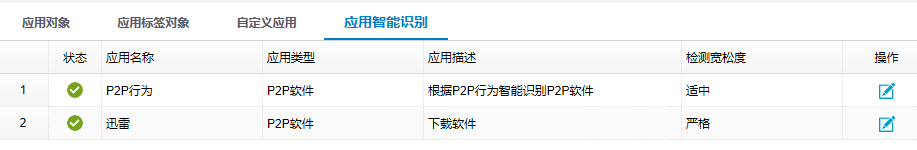 应用对象 应用标签对象 自定义应用 应用智能识别
状态 应用名称 应用类型 应用描述 检测宽松度 操作
1 P2P行为 P2P软件 根据P2P行为智能识别P2P软件 适中
2 迅雷 P2P软件 下载软件 严格